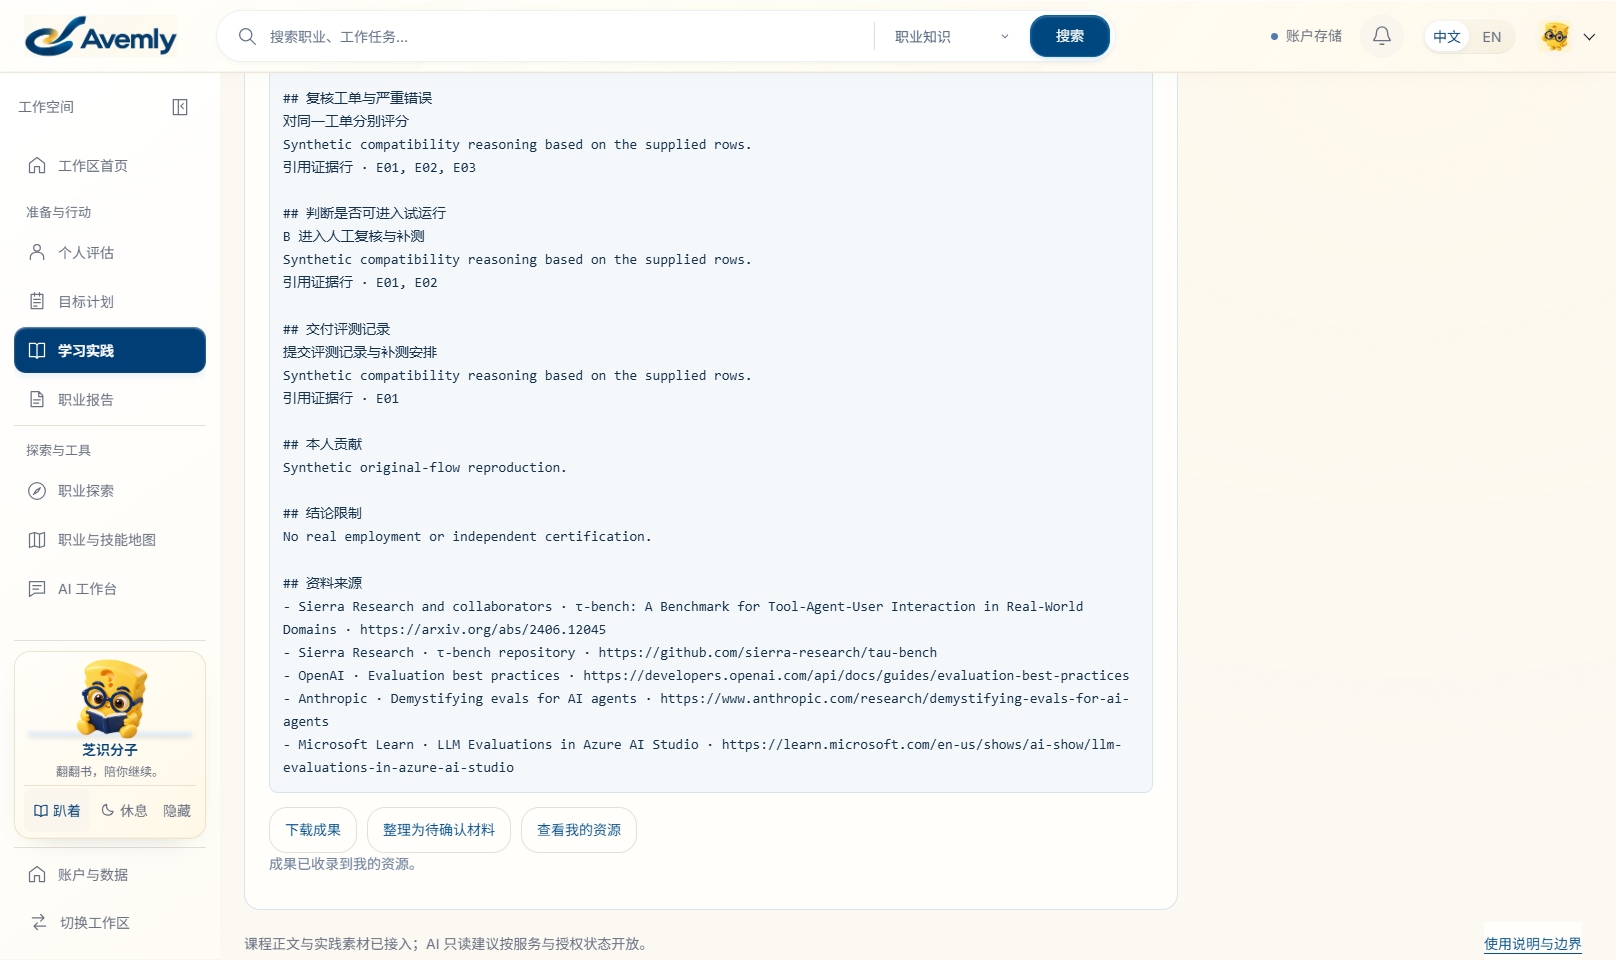 Avemly
搜索职业、工作任务...
职业知识
搜索
账户存储
中文
EN
工作空间
工作区首页
准备与行动
个人评估
目标计划
学习实践
职业报告
探索与工具
职业探索
职业与技能地图
AI 工作台
芝识分子
翻翻书，陪你继续。
趴着
休息
隐藏
账户与数据
切换工作区
## 复核工单与严重错误
对同一工单分别评分
Synthetic compatibility reasoning based on the supplied rows.
引用证据行 · E01, E02, E03
## 判断是否可进入试运行
B 进入人工复核与补测
Synthetic compatibility reasoning based on the supplied rows.
引用证据行 · E01, E02
## 交付评测记录
提交评测记录与补测安排
Synthetic compatibility reasoning based on the supplied rows.
引用证据行 · E01
## 本人贡献
Synthetic original-flow reproduction.
## 结论限制
No real employment or independent certification.
## 资料来源
- Sierra Research and collaborators · τ-bench: A Benchmark for Tool-Agent-User Interaction in Real-World
Domains · https://arxiv.org/abs/2406.12045
- Sierra Research · τ-bench repository · https://github.com/sierra-research/tau-bench
- OpenAI · Evaluation best practices · https://developers.openai.com/api/docs/guides/evaluation-best-practices
- Anthropic · Demystifying evals for AI agents · https://www.anthropic.com/research/demystifying-evals-for-ai-
agents
- Microsoft Learn · LLM Evaluations in Azure AI Studio · https://learn.microsoft.com/en-us/shows/ai-show/llm-
evaluations-in-azure-ai-studio
下载成果
整理为待确认材料
查看我的资源
成果已收录到我的资源。
课程正文与实践素材已接入；AI 只读建议按服务与授权状态开放。
使用说明与边界